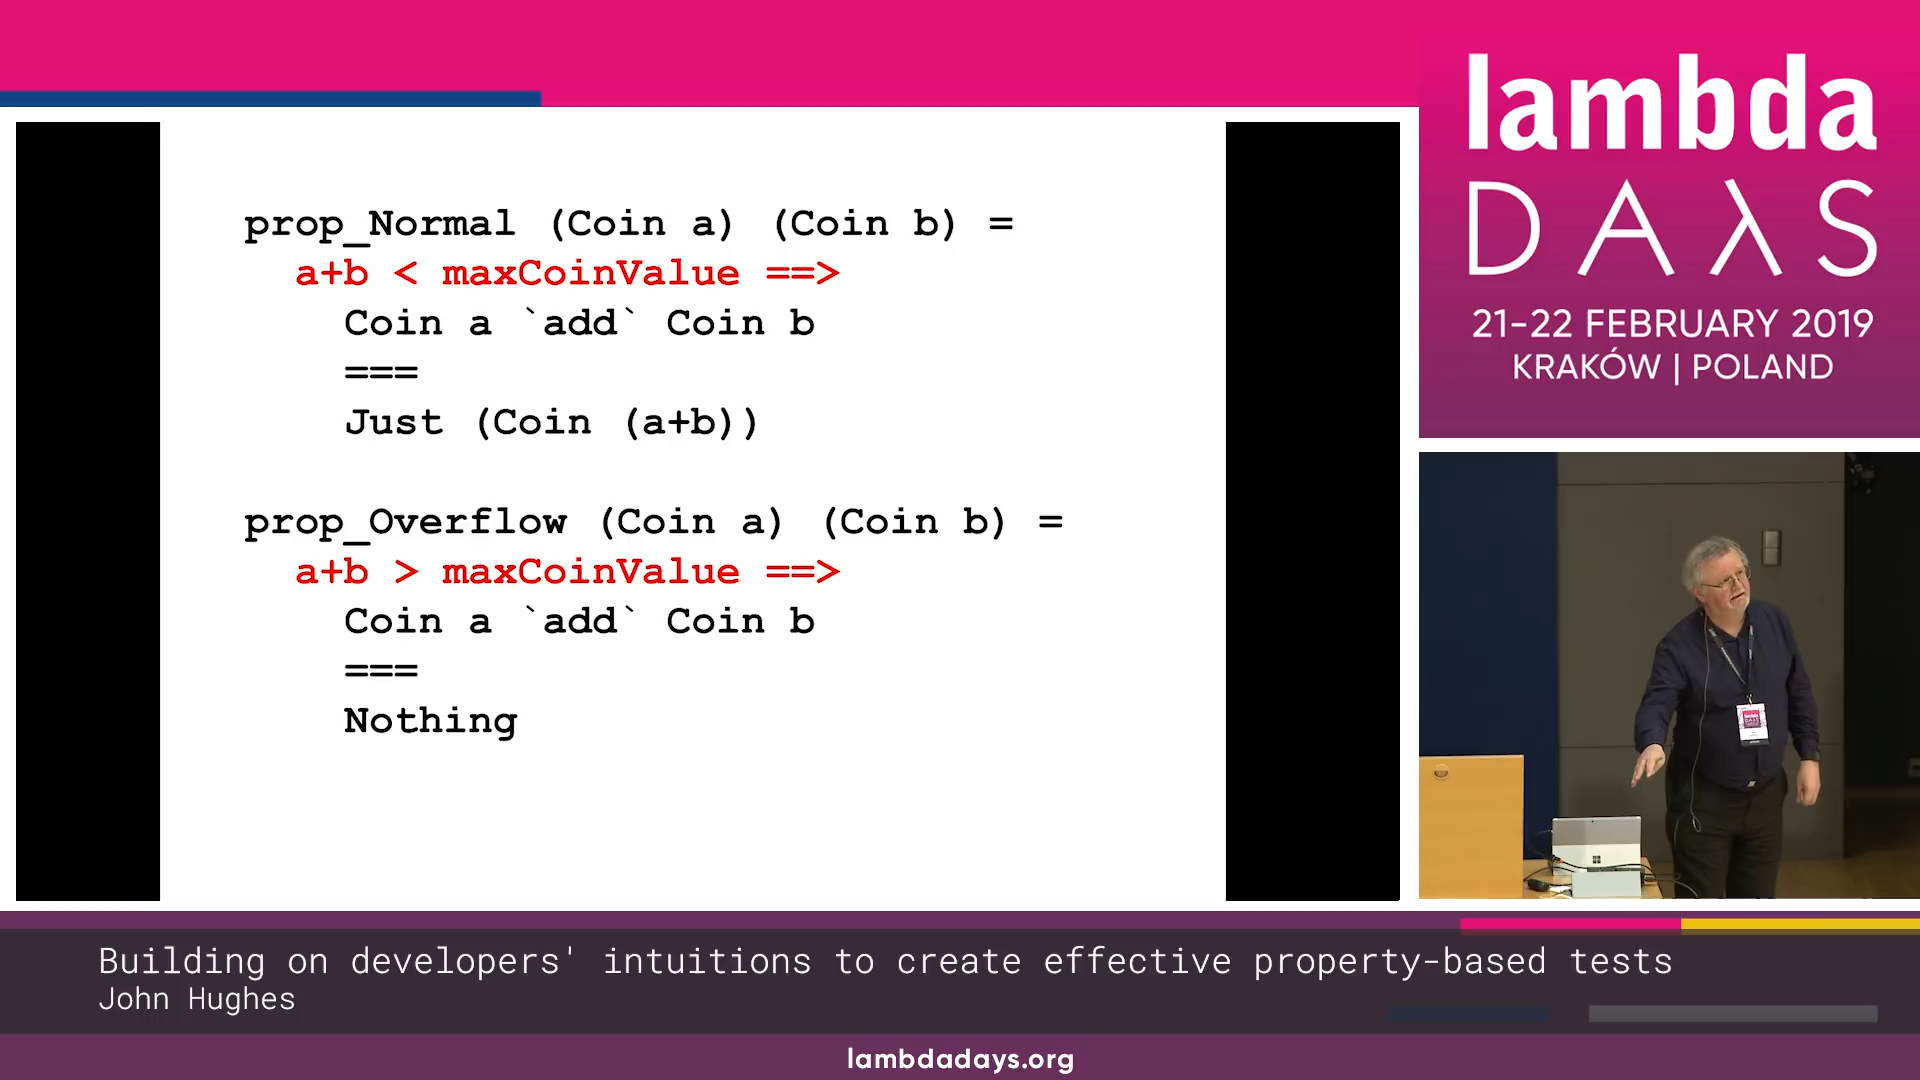 prop_Normal (Coin a) (Coin b) =
a+b < maxCoinValue ==>
Coin a `add` Coin b
===
Just (Coin (a+b))
prop_Overflow (Coin a) (Coin b) =
a+b > maxCoinValue ==>
Coin a `add` Coin b
===
Nothing
lambda
DAλS
21-22 FEBRUARY 2019
KRAKÓW | POLAND
lambda
Building on developers' intuitions to create effective property-based tests
John Hughes
lambdadays.org